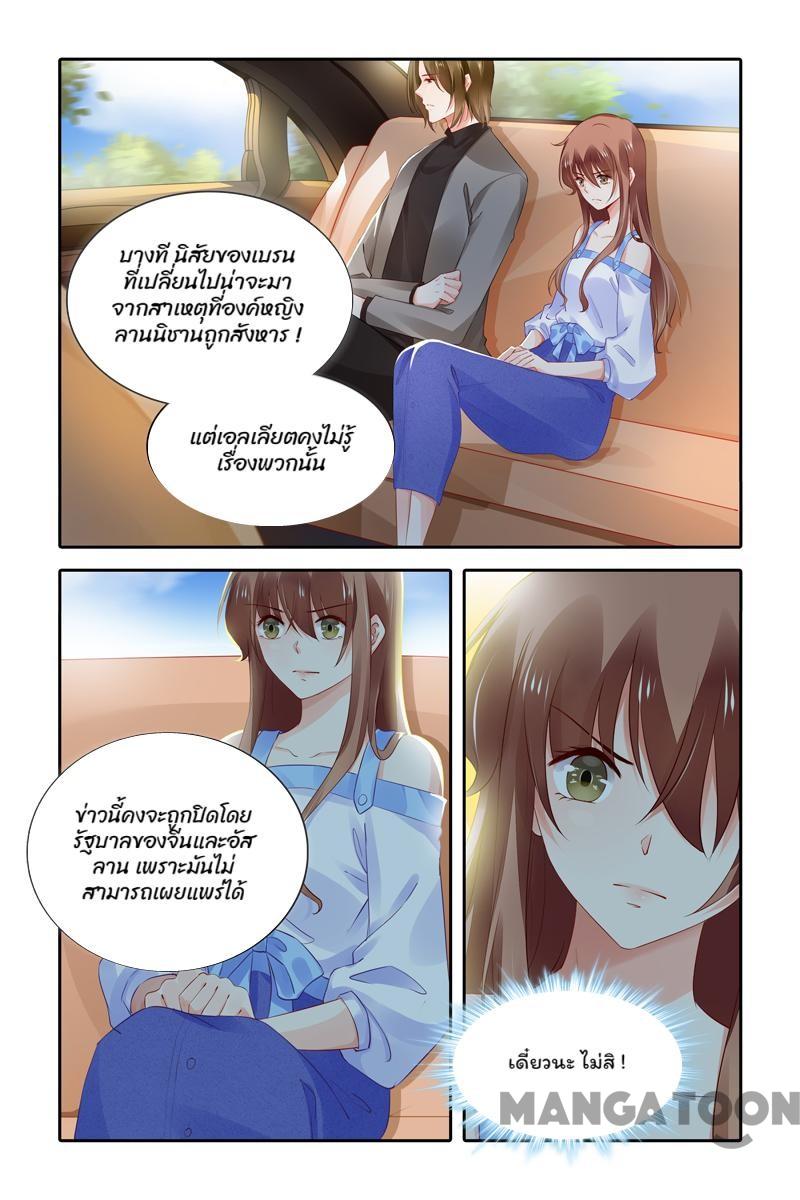 บางที นิสัยของเบรน
ที่เปลี่ยนไปน่าจะมา
จากสาเหตุที่องค์หญิง
ลานนิชานถูกสังหาร !
แต่เอลเลียตคงไม่รู้
เรื่องพวกนั้น
ข่าวนี้คงจะถูกปิดโดย
รัฐบาลของจีนและอัส
ลาน เพราะมันไม่
สามารถเผยแพร่ได้
เดี๋ยวนะ ไม่สิ !
MANGATOON